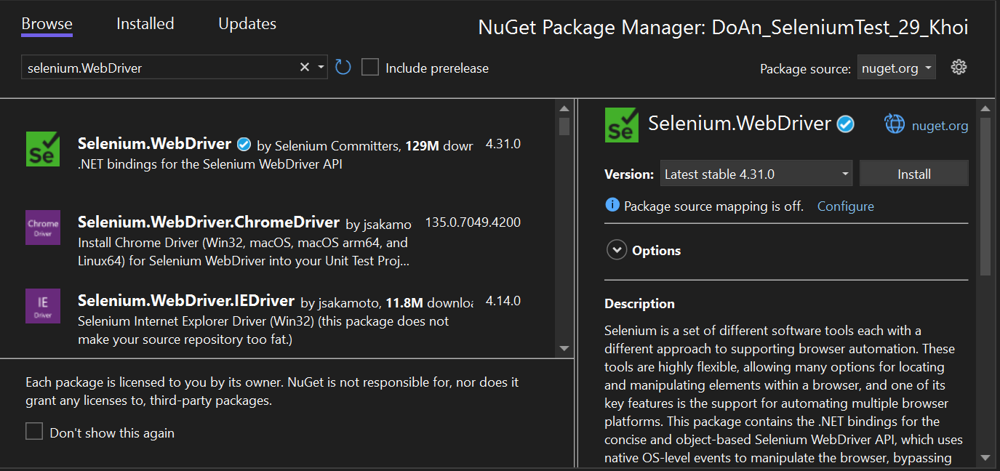 Browse Installed Updates NuGet Package Manager: DoAn_SeleniumTest_29_Khoi
selenium.WebDriver Include prerelease Package source: nuget.org
Se
Selenium.WebDriver by Selenium Committers, 129M dowr 4.31.0
.NET bindings for the Selenium WebDriver API
Chrome
Driver
Selenium.WebDriver.ChromeDriver by jsakamo 135.0.7049.4200
Install Chrome Driver (Win32, macOS, macOS arm64, and
Linux64) for Selenium WebDriver into your Unit Test Proj...
IE
Driver
Selenium.WebDriver.IEDriver by jsakamoto, 11.8M downloa 4.14.0
Selenium Internet Explorer Driver (Win32) (this package does not
make your source repository too fat.)
Each package is licensed to you by its owner. NuGet is not responsible for, nor does it
grant any licenses to, third-party packages.
Don't show this again
Se
Selenium.WebDriver nuget.org
Version: Latest stable 4.31.0 Install
Package source mapping is off. Configure
Options
Description
Selenium is a set of different software tools each with a
different approach to supporting browser automation. These
tools are highly flexible, allowing many options for locating
and manipulating elements within a browser, and one of its
key features is the support for automating multiple browser
platforms. This package contains the .NET bindings for the
concise and object-based Selenium WebDriver API, which uses
native OS-level events to manipulate the browser, bypassing